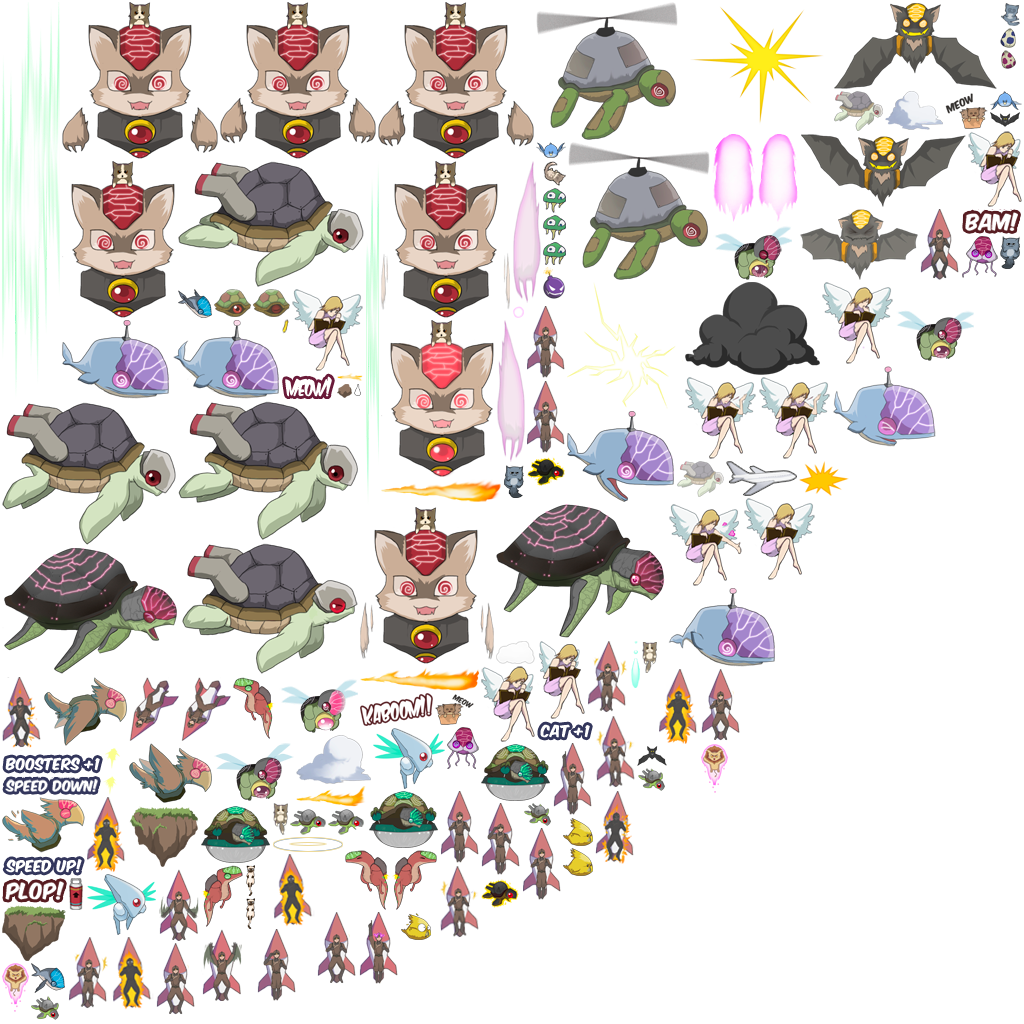 MEOW
BAM!
MEOW!
KABOOM!!
MEOW
CAT +1
BOOSTERS +1
SPEED DOWN!
SPEED UP!
PLOP!